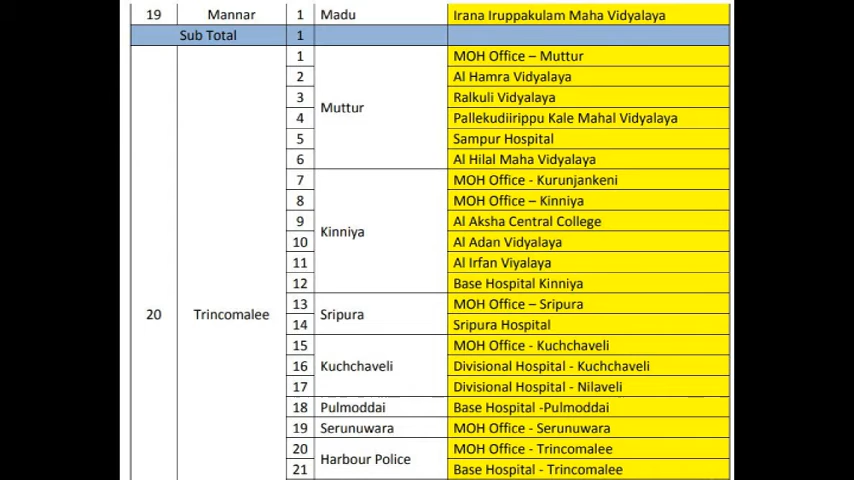 19 Mannar 1 Madu Irana Iruppakulam Maha Vidyalaya
Sub Total 1
1 MOH Office – Muttur
2 Al Hamra Vidyalaya
3 Ralkuli Vidyalaya
Muttur
4 Pallekudiirippu Kale Mahal Vidyalaya
5 Sampur Hospital
6 Al Hilal Maha Vidyalaya
7 MOH Office - Kurunjankeni
8 MOH Office – Kinniya
9 Al Aksha Central College
Kinniya
10 Al Adan Vidyalaya
11 Al Irfan Viyalaya
12 Base Hospital Kinniya
13 MOH Office – Sripura
20 Trincomalee Sripura
14 Sripura Hospital
15 MOH Office - Kuchchaveli
16 Kuchchaveli Divisional Hospital - Kuchchaveli
17 Divisional Hospital - Nilaveli
18 Pulmoddai Base Hospital -Pulmoddai
19 Serunuwara MOH Office - Serunuwara
20 MOH Office - Trincomalee
Harbour Police
21 Base Hospital - Trincomalee